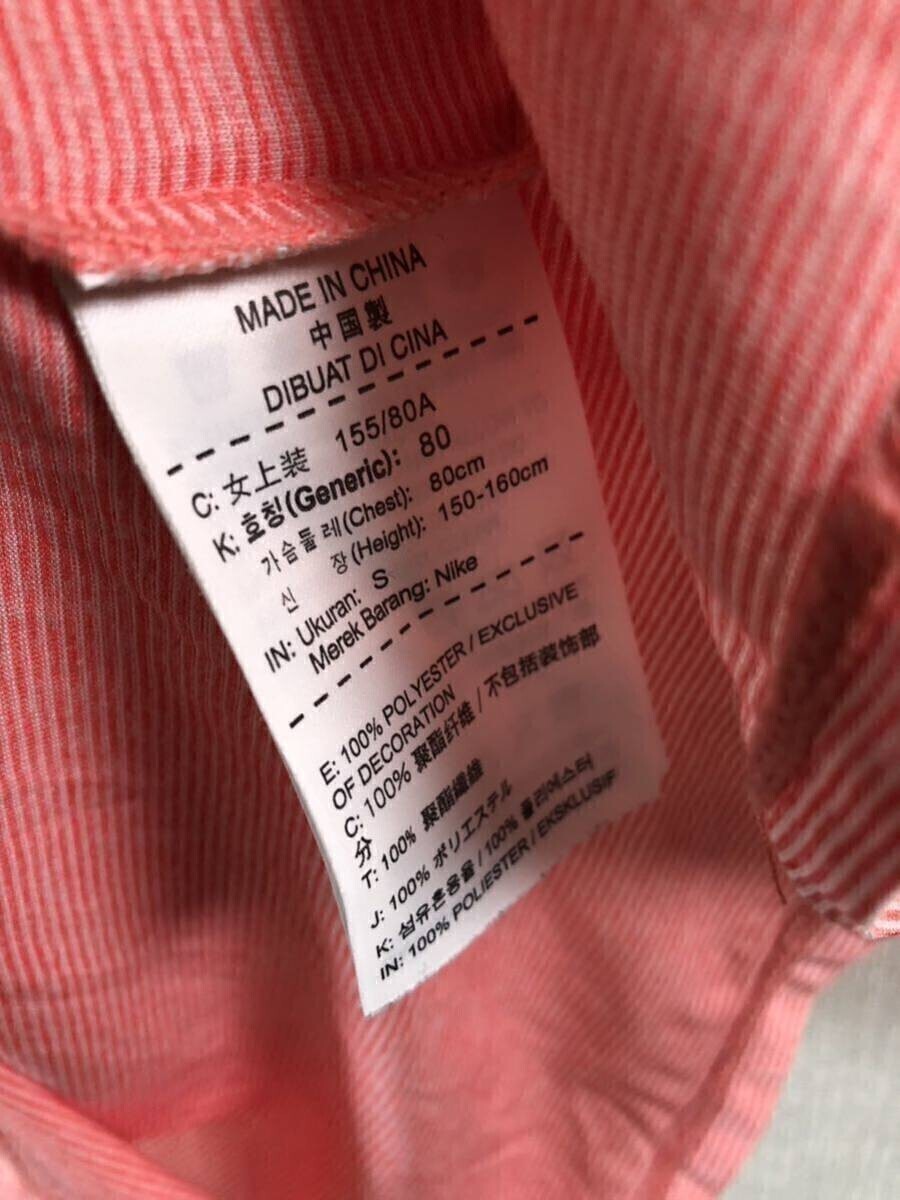 MADE IN CHINA
中国製
DIBUAT DI CINA
C: 女上装 155/80A
K: 호칭(Generic): 80
가슴둘레(Chest): 80cm
신 장(Height): 150-160cm
IN: Ukuran: S
Merek Barang: Nike
E: 100% POLYESTER / EXCLUSIVE
OF DECORATION
C: 100% 聚酯纤维 / 不包括装饰部
分
T: 100% 聚酯纖維
J: 100% ポリエステル
K: 섬유혼용율 / 100% 폴리에스터
IN: 100% POLIESTER / EKSKLUSIF